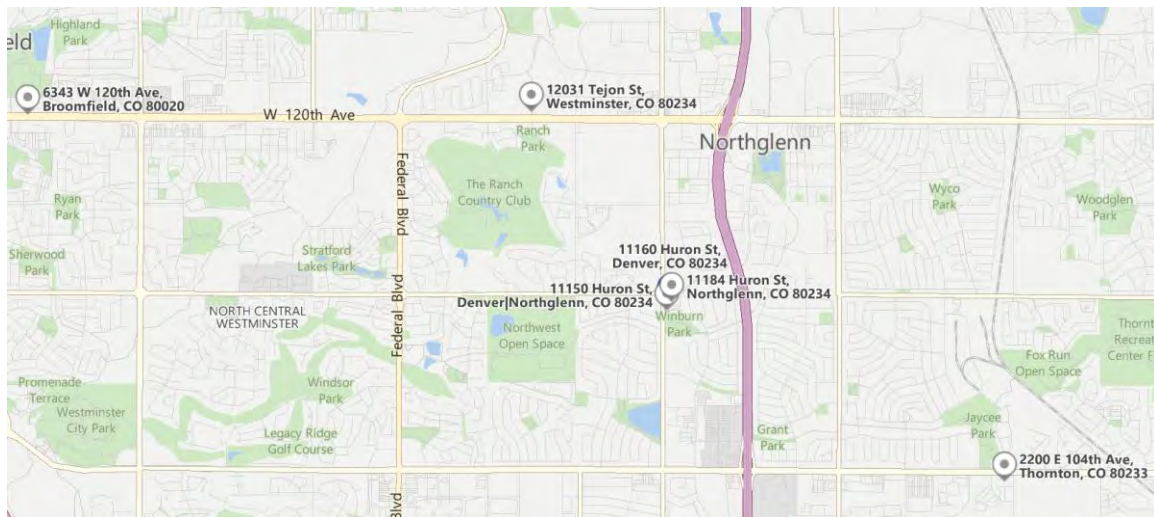 Highland
Park
eld
6343 W 120th Ave,
Broomfield, CO 80020
W 120th Ave
12031 Tejon St,
Westminster, CO 80234
Ranch
Park
Northglenn
Federal Blvd
The Ranch
Country Club
Ryan
Park
Wyco
Park
Woodglen
Park
Sherwood
Park
Stratford
Lakes Park
11160 Huron St,
Denver, CO 80234
11150 Huron St,
Denver|Northglenn, CO 80234
11184 Huron St,
Northglenn, CO 80234
Federal Blvd
NORTH CENTRAL
WESTMINSTER
Winburn
Park
Northwest
Open Space
Thornt
Recrea
Center F
Fox Run
Open Space
Promenade
Terrace
Westminster
City Park
Windsor
Park
Legacy Ridge
Golf Course
Grant
Park
Jaycee
Park
2200 E 104th Ave,
Thornton, CO 80233
Blvd